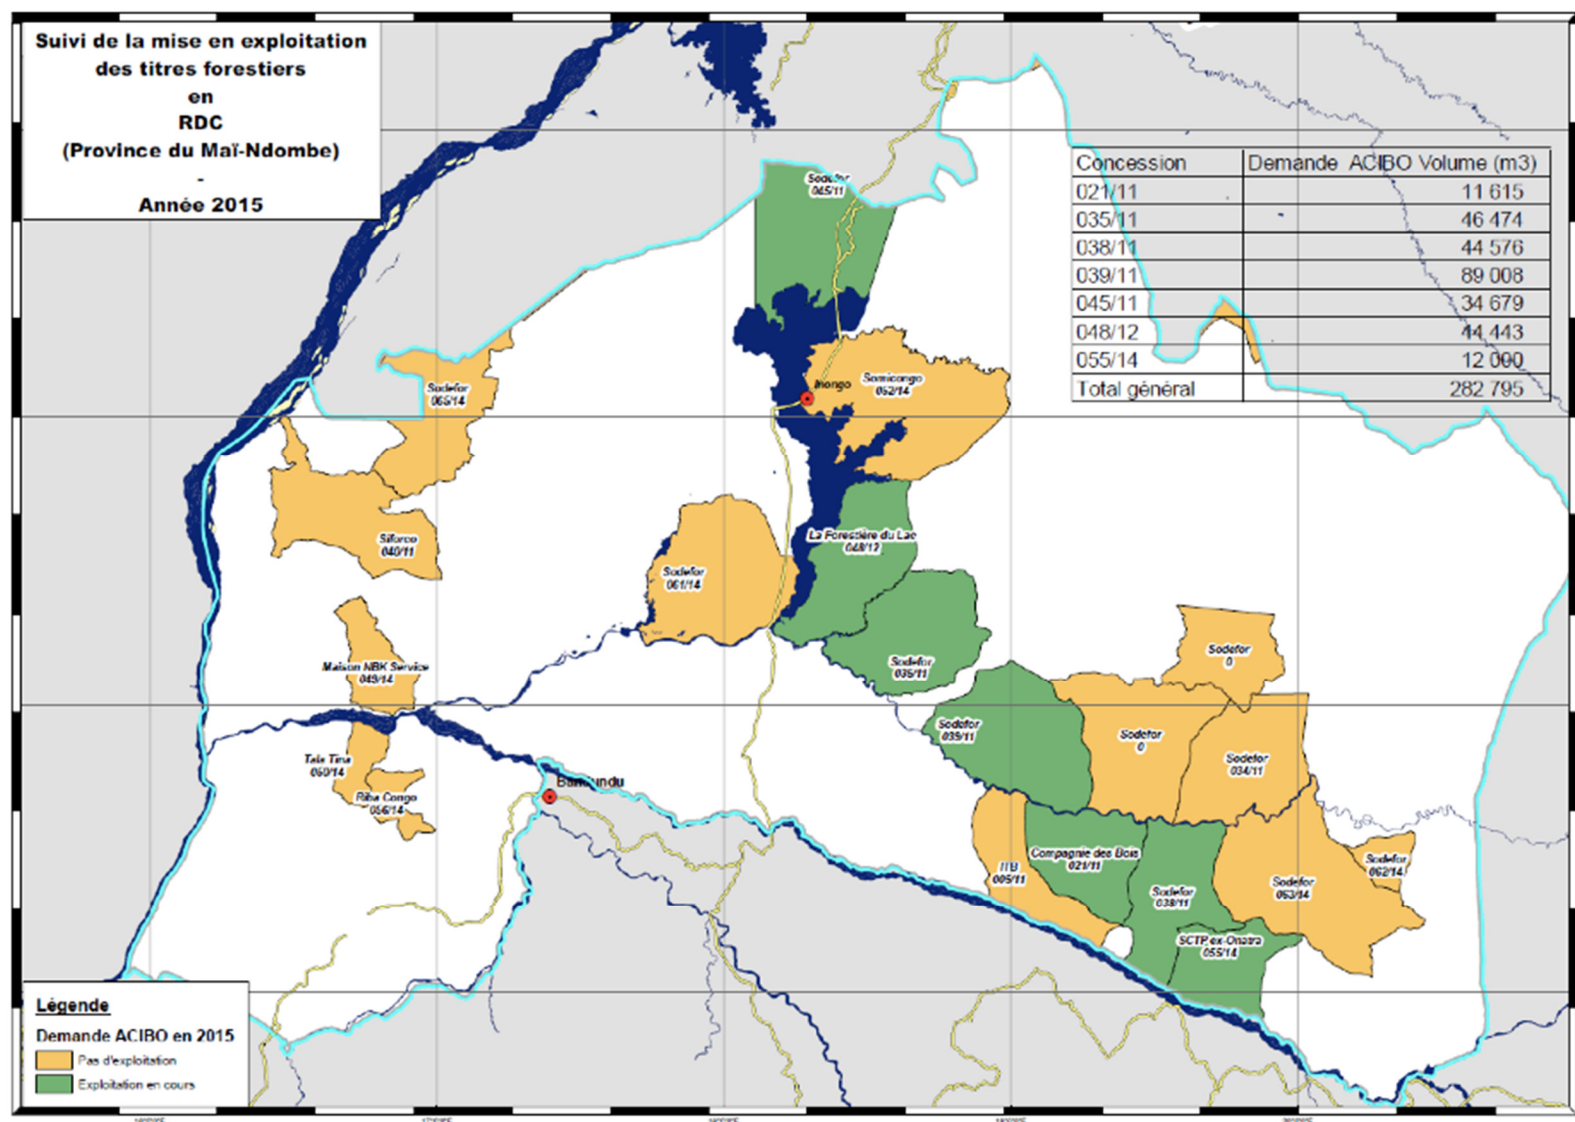 Suivi de la mise en exploitation
des titres forestiers
en
RDC
(Province du Maï-Ndombe)
-
Année 2015
Concession Demande ACIBO Volume (m3)
021/11 11 615
035/11 46 474
038/11 44 576
039/11 89 008
045/11 34 679
048/12 44 443
055/14 12 000
Total général 282 795
Sodefor
045/11
Sodefor
065/14
Inongo
Somicongo
052/14
Siforco
040/11
La Forestière du Lac
048/12
Sodefor
061/14
Sodefor
035/11
Maison NBK Service
049/14
Sodefor
0
Sodefor
039/11
Sodefor
0
Sodefor
034/11
Tala Tina
050/14
Bandundu
Riba Congo
056/14
Compagnie des Bois
021/11
ITB
005/11
Sodefor
038/11
Sodefor
063/14
Sodefor
062/14
SCTP ex-Onatra
055/14
Légende
Demande ACIBO en 2015
Pas d'exploitation
Exploitation en cours